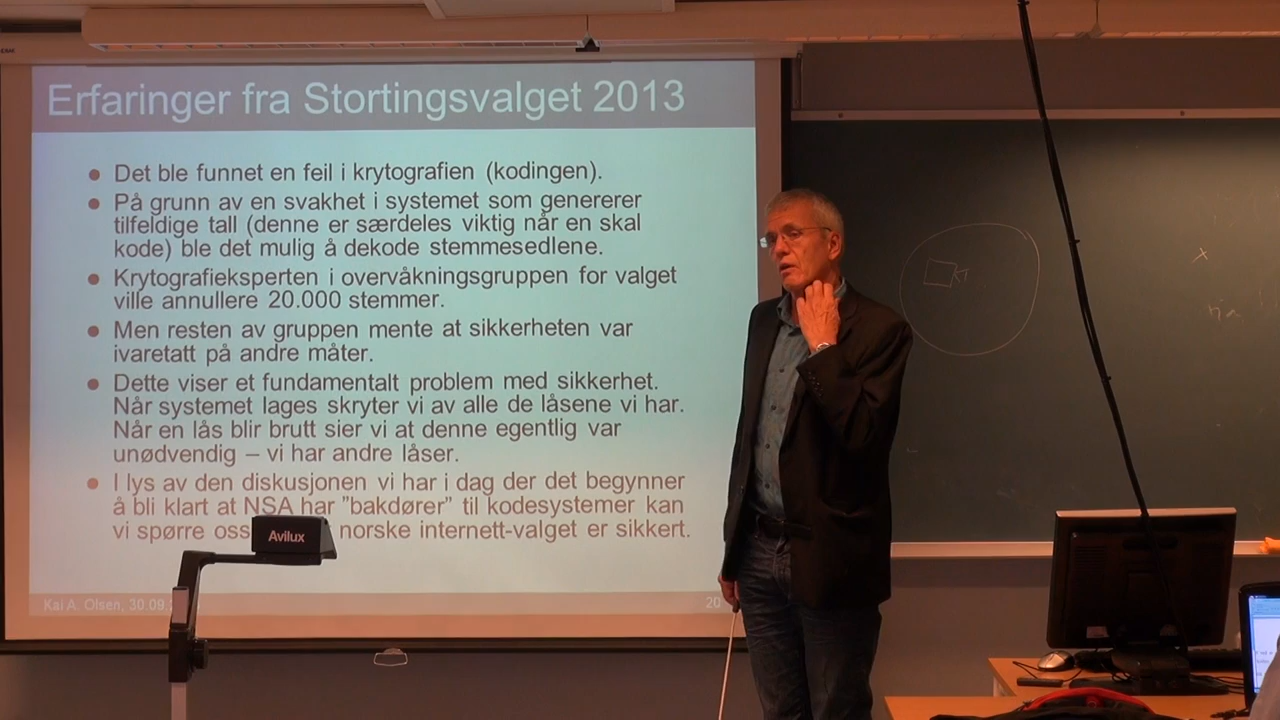 Erfaringer fra Stortingsvalget 2013
Det ble funnet en feil i krytografien (kodingen).
På grunn av en svakhet i systemet som genererer
tilfeldige tall (denne er særdeles viktig når en skal
kode) ble det mulig å dekode stemmesedlene.
Krytografieksperten i overvåkningsgruppen for valget
ville annullere 20.000 stemmer.
Men resten av gruppen mente at sikkerheten var
ivaretatt på andre måter.
Dette viser et fundamentalt problem med sikkerhet.
Når systemet lages skryter vi av alle de låsene vi har.
Når en lås blir brutt sier vi at denne egentlig var
unødvendig – vi har andre låser.
I lys av den diskusjonen vi har i dag der det begynner
å bli klart at NSA har "bakdører" til kodesystemer kan
vi spørre oss norske internett-valget er sikkert.
Avilux
Kai A. Olsen, 30.09.
20
KT
x